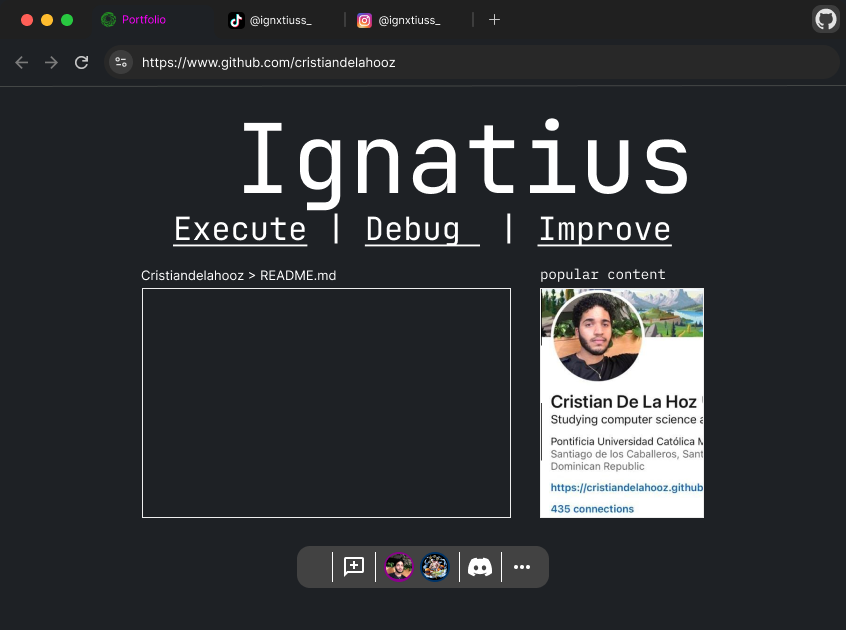 Portfolio
@ignxtiuss_
@ignxtiuss_
https://www.github.com/cristiandelahooz
Ignatius
Execute | Debug | Improve
Cristiandelahooz > README.md
popular content
Cristian De La Hoz
Studying computer science a
Pontificia Universidad Católica M
Santiago de los Caballeros, Sant
Dominican Republic
https://cristiandelahooz.github
435 connections